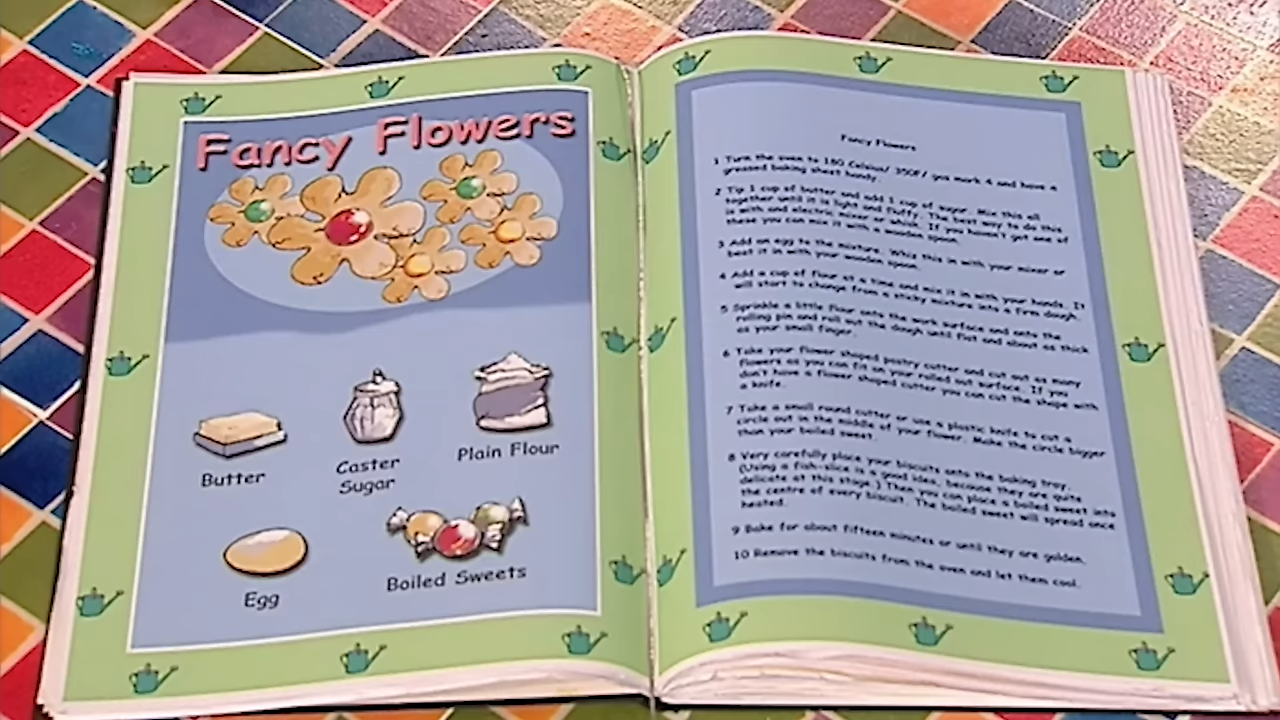 Fancy Flowers
Butter
Caster
Sugar
Plain Flour
Egg
Boiled Sweets
Fancy Flowers
1 Turn the oven to 180 Celsius/ 350F/ gas mark 4 and have a
greased baking sheet handy.
2 Tip 1 cup of butter and add 1 cup of sugar. Mix this all
together until it is light and fluffy. The best way to do this
is with and electric mixer or whisk. If you haven't got one of
these you can mix it with a wooden spoon.
3 Add an egg to the mixture. Whiz this in with your mixer or
beat it in with your wooden spoon.
4 Add a cup of flour at a time and mix it in with your hands. It
will start to change from a sticky mixture into a firm dough.
5 Sprinkle a little flour onto the work surface and onto the
rolling pin and roll out the dough until flat and about as thick
as your small finger.
6 Take your flower shaped pastry cutter and cut out as many
flowers as you can fit on your rolled out surface. If you
don't have a flower shaped cutter you can cut the shape with
a knife.
7 Take a small round cutter or use a plastic knife to cut a
circle out in the middle of your flower. Make the circle bigger
than your boiled sweet.
8 Very carefully place your biscuits onto the baking tray.
(Using a fish-slice is a good idea, because they are quite
delicate at this stage.) Then you can place a boiled sweet into
the centre of every biscuit. The boiled sweet will spread once
heated.
9 Bake for about fifteen minutes or until they are golden.
10 Remove the biscuits from the oven and let them cool.